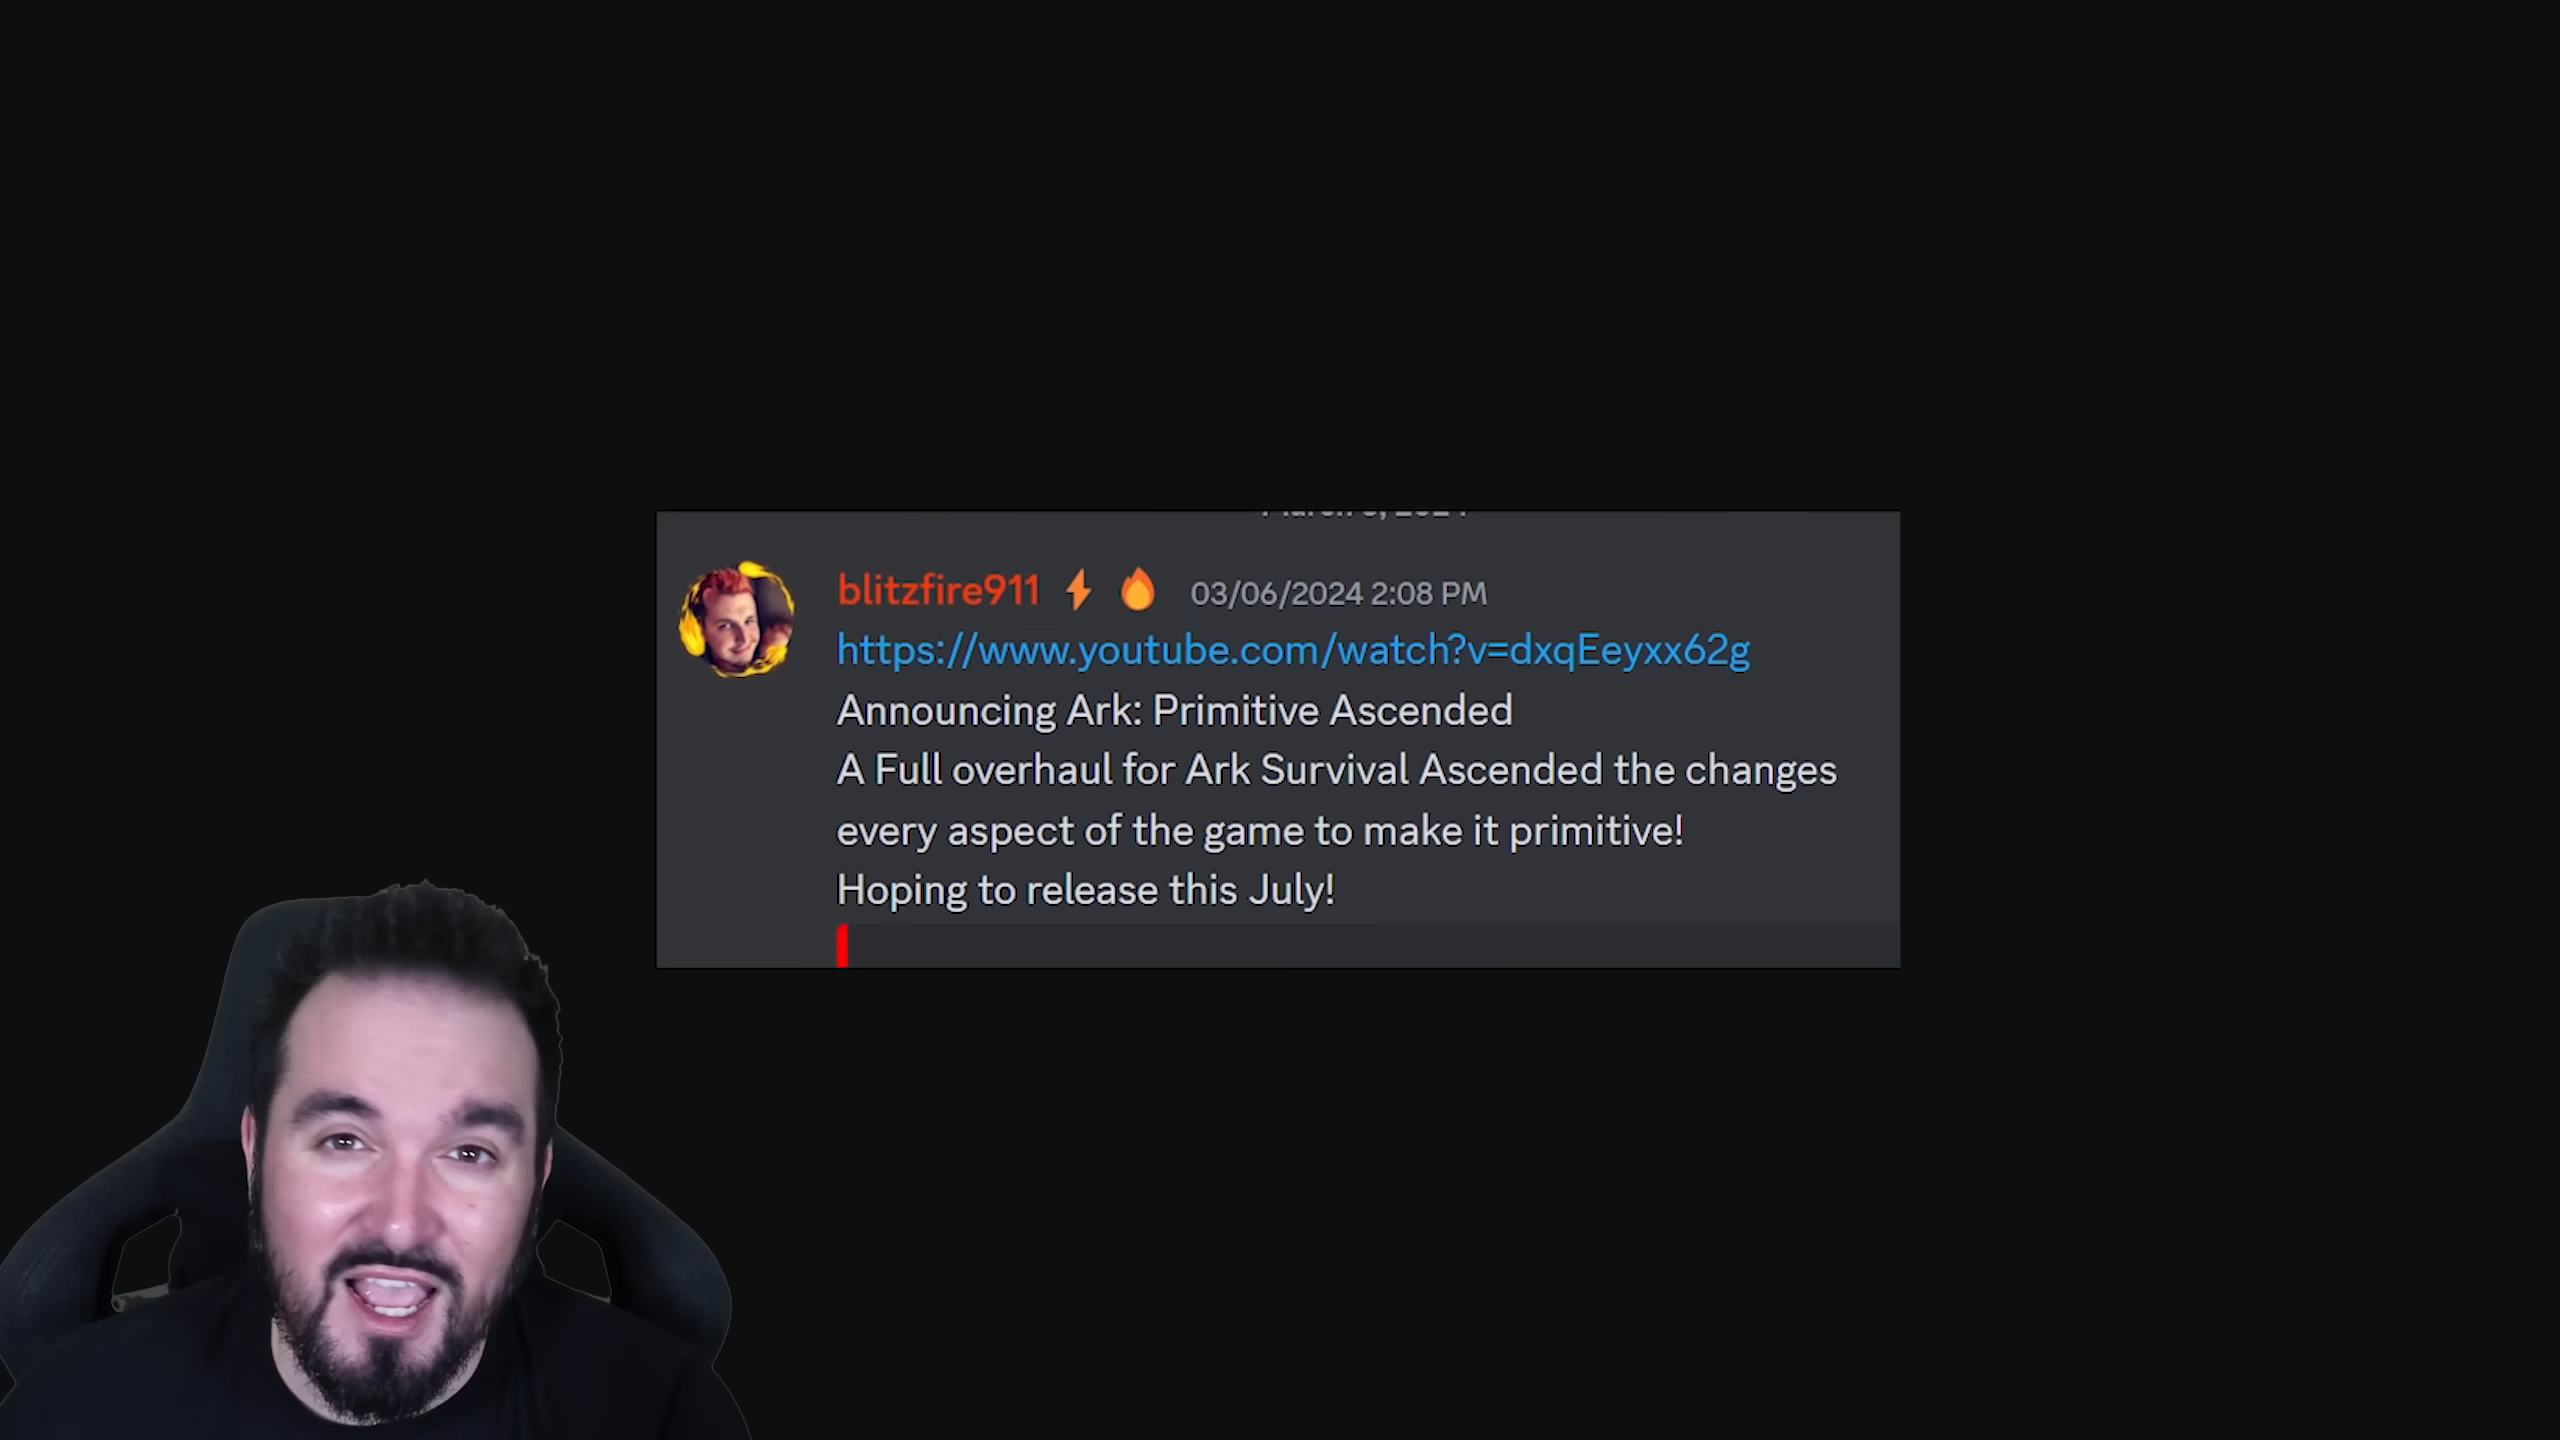 blitzfire911 03/06/2024 2:08 PM
https://www.youtube.com/watch?v=dxqEeyxx62g
Announcing Ark: Primitive Ascended
A Full overhaul for Ark Survival Ascended the changes
every aspect of the game to make it primitive!
Hoping to release this July!